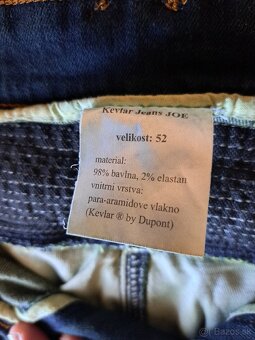 Kevlar Jeans JOE
velikost: 52
material:
98% bavlna, 2% elastan
vnitrni vrstva:
para-aramidove vlakno
(Kevlar ® by Dupont)
Bazos.sk